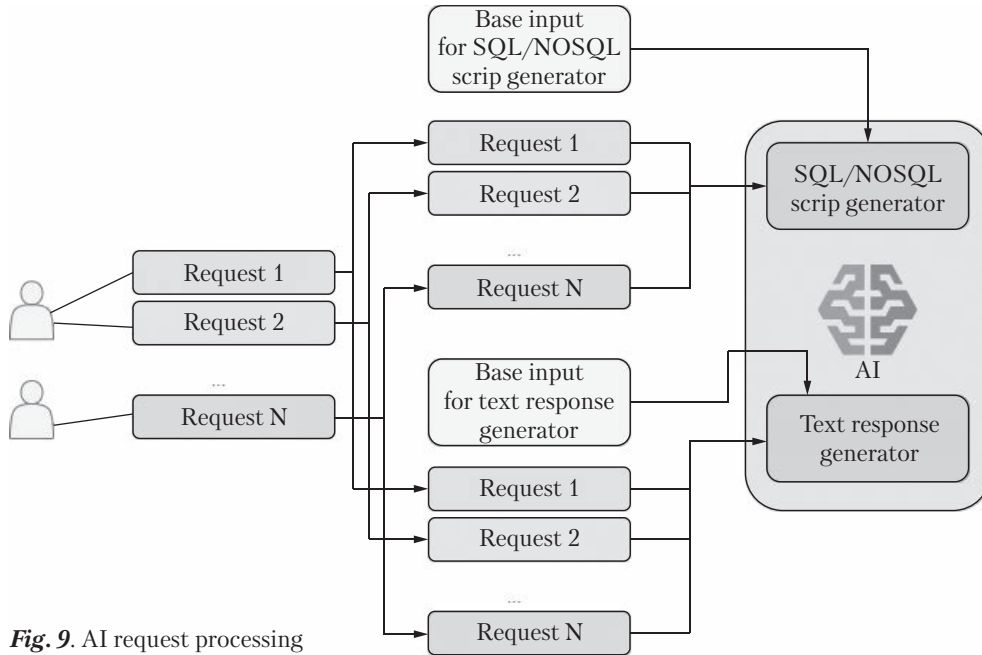 Base input
for SQL/NOSQL
scrip generator
Request 1
Request 2
...
Request N
Request 1
Request 2
...
Request N
Base input
for text response
generator
Request 1
Request 2
...
Request N
SQL/NOSQL
scrip generator
AI
Text response
generator
Fig. 9. AI request processing